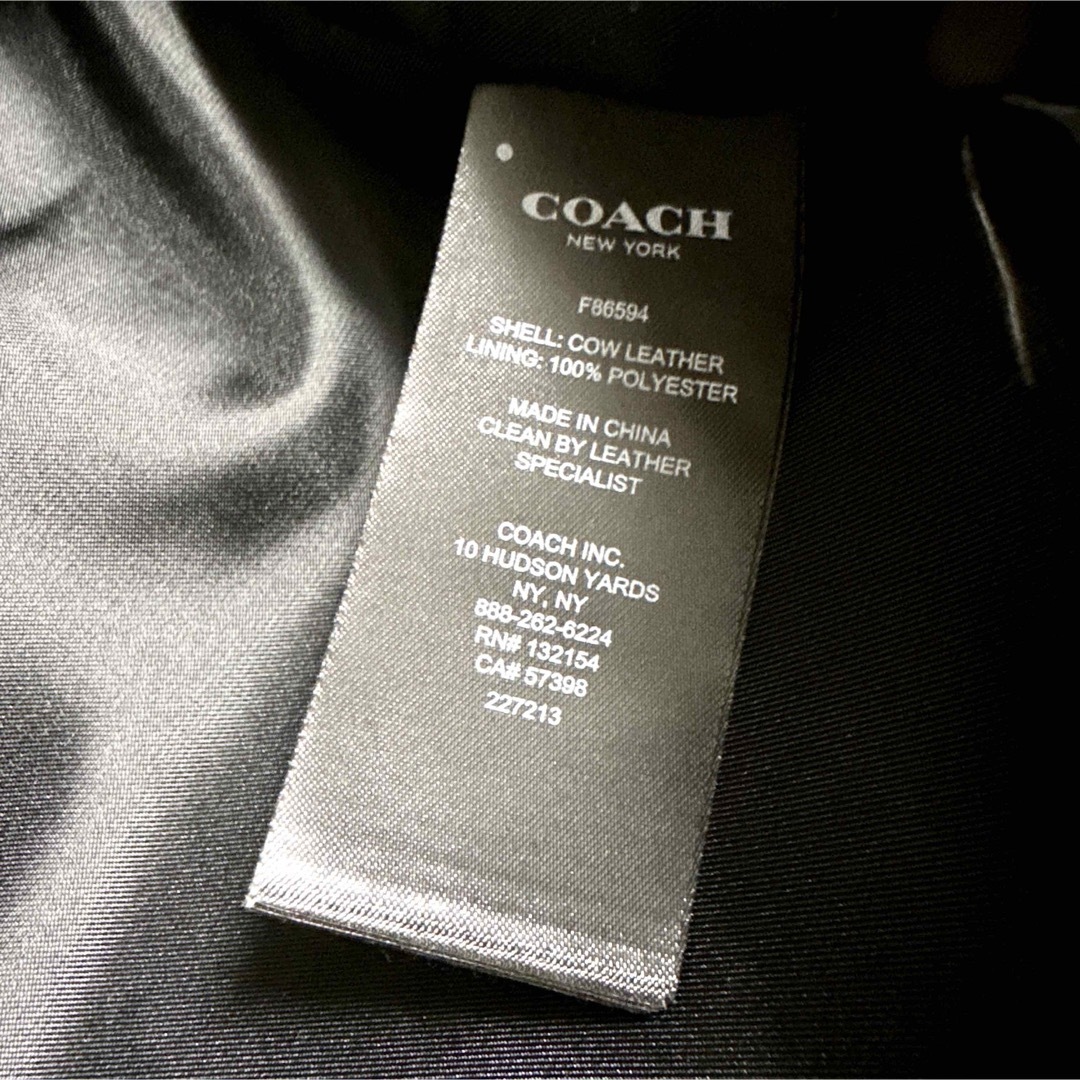 COACH
NEW YORK
F86594
SHELL: COW LEATHER
LINING: 100% POLYESTER
MADE IN CHINA
CLEAN BY LEATHER
SPECIALIST
COACH INC.
10 HUDSON YARDS
NY, NY
888-262-6224
RN# 132154
CA# 57398
227213